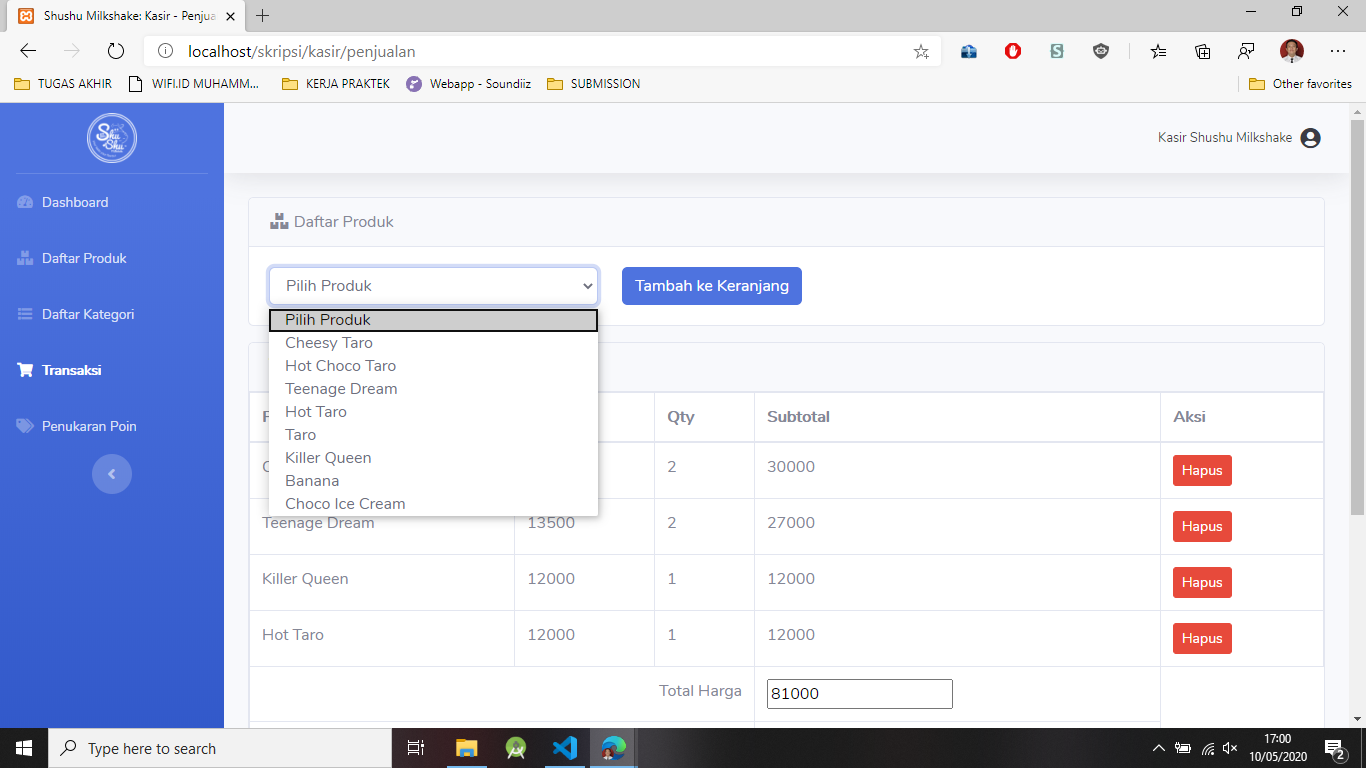 Shushu Milkshake: Kasir - Penjua
localhost/skripsi/kasir/penjualan
TUGAS AKHIR
WIFI.ID MUHAMM...
KERJA PRAKTEK
Webapp - Soundiiz
SUBMISSION
Other favorites
Shu
Shu
Kasir Shushu Milkshake
Dashboard
Daftar Produk
Daftar Kategori
Transaksi
Penukaran Poin
Daftar Produk
Pilih Produk
Tambah ke Keranjang
Pilih Produk
Cheesy Taro
Hot Choco Taro
Teenage Dream
Hot Taro
Taro
Killer Queen
Banana
Choco Ice Cream
Qty Subtotal Aksi
2 30000 Hapus
Teenage Dream 13500 2 27000 Hapus
Killer Queen 12000 1 12000 Hapus
Hot Taro 12000 1 12000 Hapus
Total Harga 81000
Type here to search
17:00
10/05/2020
2